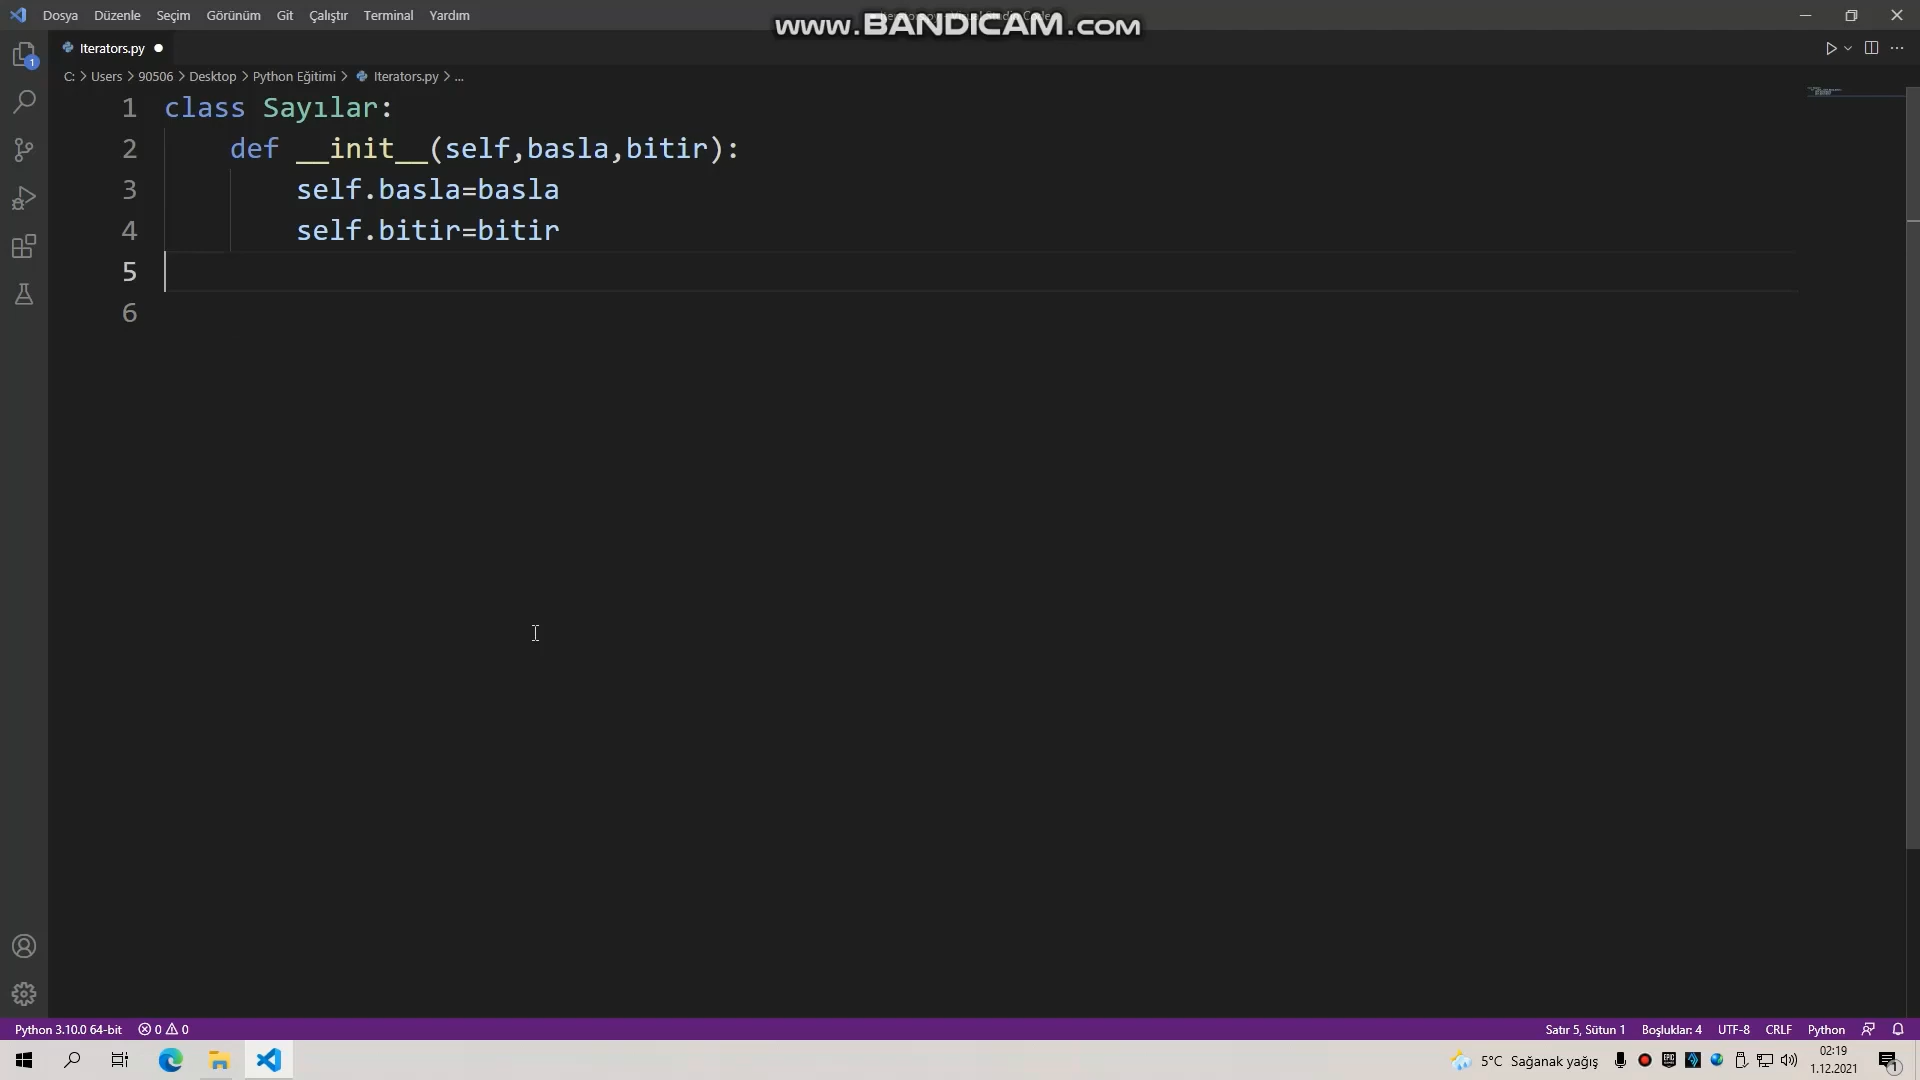 Dosya Düzenle Seçim Görünüm Git Çalıştır Terminal Yardım
www.BANDICAM.com
Iterators.py
C: > Users > 90506 > Desktop > Python Eğitimi > Iterators.py > ...
1 class Sayılar:
2 def __init__(self,basla,bitir):
3 self.basla=basla
4 self.bitir=bitir
5
6
1
Python 3.10.0 64-bit 0 0 Satır 5, Sütun 1 Boşluklar: 4 UTF-8 CRLF Python
5°C Sağanak yağış EPIC 02:19
1.12.2021 1